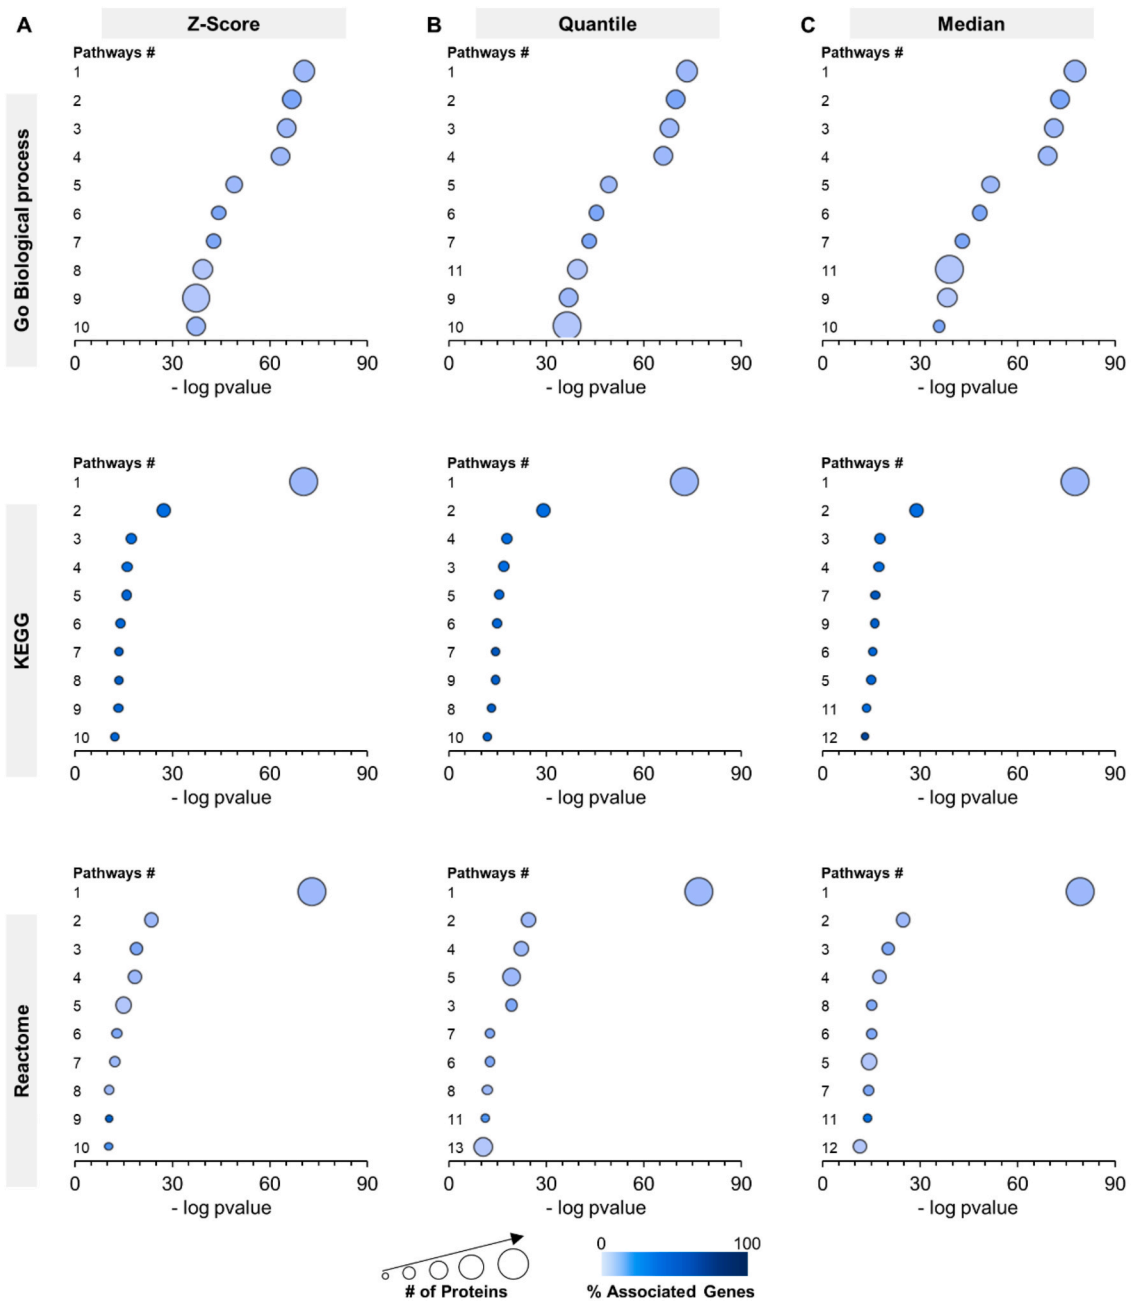 A
Z-Score
B
Quantile
C
Median
Go Biological process
Pathways #
1
2
3
4
5
6
7
8
9
10
0 30 60 90
- log pvalue
Pathways #
1
2
3
4
5
6
7
11
9
10
0 30 60 90
- log pvalue
Pathways #
1
2
3
4
5
6
7
11
9
10
0 30 60 90
- log pvalue
KEGG
Pathways #
1
2
3
4
5
6
7
8
9
10
0 30 60 90
- log pvalue
Pathways #
1
2
4
3
5
6
7
9
8
10
0 30 60 90
- log pvalue
Pathways #
1
2
3
4
7
9
6
5
11
12
0 30 60 90
- log pvalue
Reactome
Pathways #
1
2
3
4
5
6
7
8
9
10
0 30 60 90
- log pvalue
Pathways #
1
2
4
5
3
7
6
8
11
13
0 30 60 90
- log pvalue
Pathways #
1
2
3
4
8
6
5
7
11
12
0 30 60 90
- log pvalue
# of Proteins
0 100
% Associated Genes